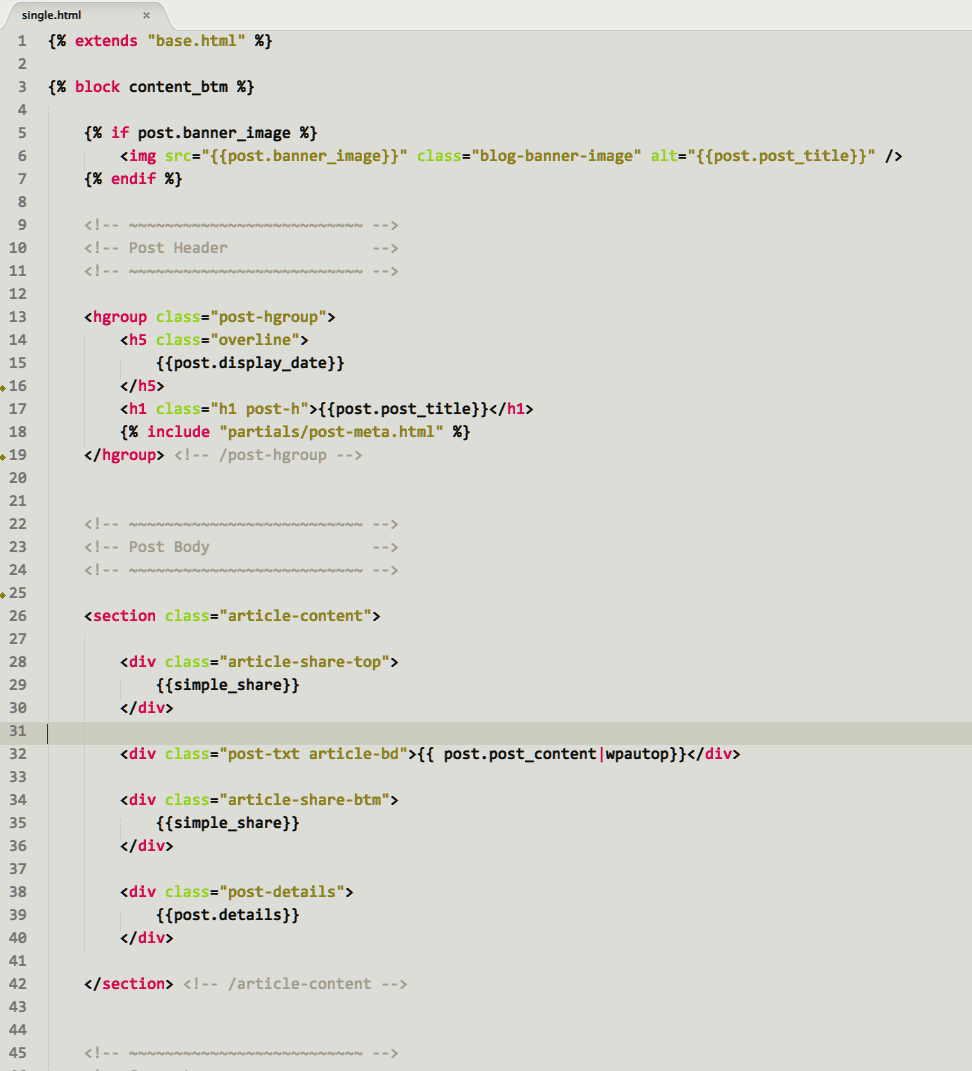 single.html ×
1 {% extends "base.html" %}
2
3 {% block content_btm %}
4
5 {% if post.banner_image %}
6 <img src="{{post.banner_image}}" class="blog-banner-image" alt="{{post.post_title}}" />
7 {% endif %}
8
9 <!-- ~~~~~~~~~~~~~~~~~~~~~~~~~~ -->
10 <!-- Post Header -->
11 <!-- ~~~~~~~~~~~~~~~~~~~~~~~~~~ -->
12
13 <hgroup class="post-hgroup">
14 <h5 class="overline">
15 {{post.display_date}}
16 </h5>
17 <h1 class="h1 post-h">{{post.post_title}}</h1>
18 {% include "partials/post-meta.html" %}
19 </hgroup> <!-- /post-hgroup -->
20
21
22 <!-- ~~~~~~~~~~~~~~~~~~~~~~~~~~ -->
23 <!-- Post Body -->
24 <!-- ~~~~~~~~~~~~~~~~~~~~~~~~~~ -->
25
26 <section class="article-content">
27
28 <div class="article-share-top">
29 {{simple_share}}
30 </div>
31
32 <div class="post-txt article-bd">{{ post.post_content|wpautop}}</div>
33
34 <div class="article-share-btm">
35 {{simple_share}}
36 </div>
37
38 <div class="post-details">
39 {{post.details}}
40 </div>
41
42 </section> <!-- /article-content -->
43
44
45 <!-- ~~~~~~~~~~~~~~~~~~~~~~~~~~ -->